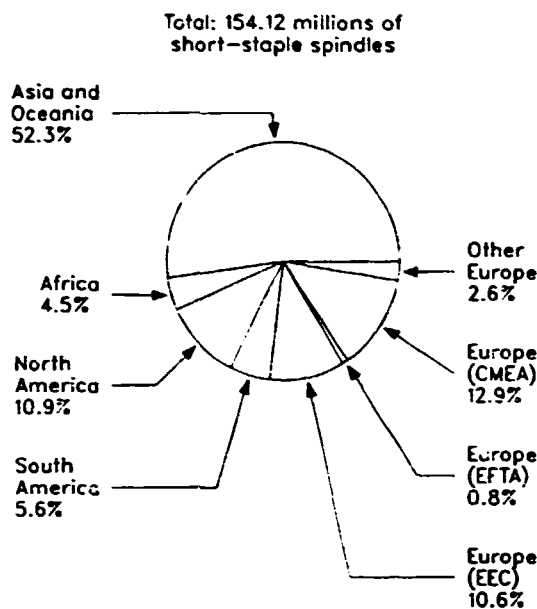 Total: 154.12 millions of
short-staple spindles
Asia and
Oceania
52.3%
Africa
4.5%
North
America
10.9%
South
America
5.6%
Other
Europe
2.6%
Europe
(CMEA)
12.9%
Europe
(EFTA)
0.8%
Europe
(EEC)
10.6%